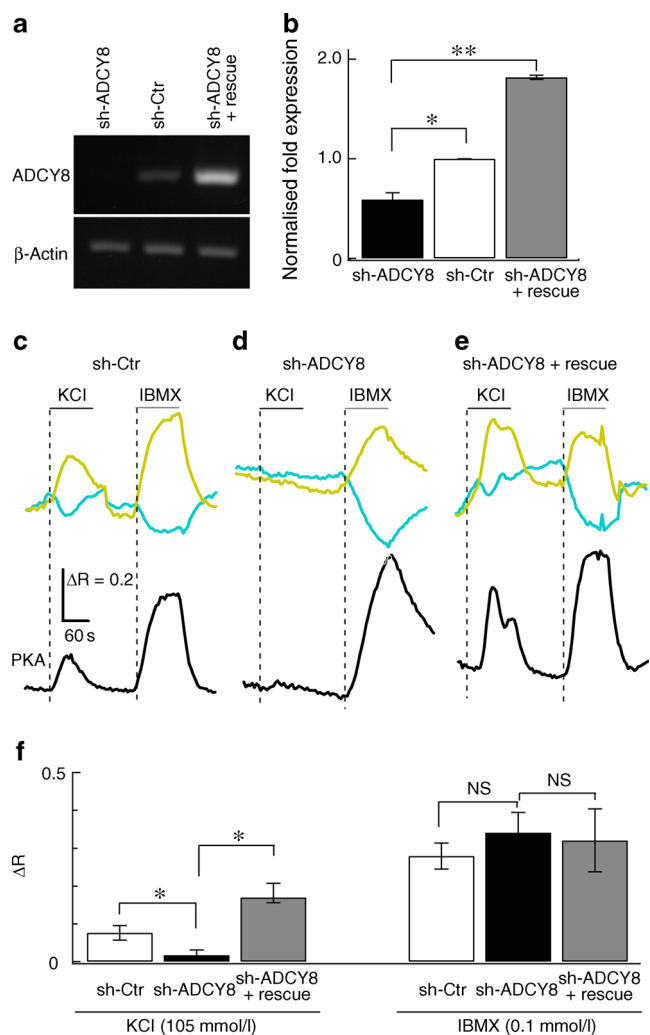 a
sh-ADCY8
sh-Ctr
sh-ADCY8
+ rescue
ADCY8
β-Actin
b
Normalised fold expression
2.0
1.0
0
**
*
sh-ADCY8
sh-Ctr
sh-ADCY8
+ rescue
c
sh-Ctr
KCl
IBMX
d
sh-ADCY8
KCl
IBMX
e
sh-ADCY8 + rescue
KCl
IBMX
ΔR = 0.2
60 s
PKA
f
ΔR
0.5
0
*
*
NS
NS
sh-Ctr
sh-ADCY8
sh-ADCY8
+ rescue
KCl (105 mmol/l)
sh-Ctr
sh-ADCY8
sh-ADCY8
+ rescue
IBMX (0.1 mmol/l)